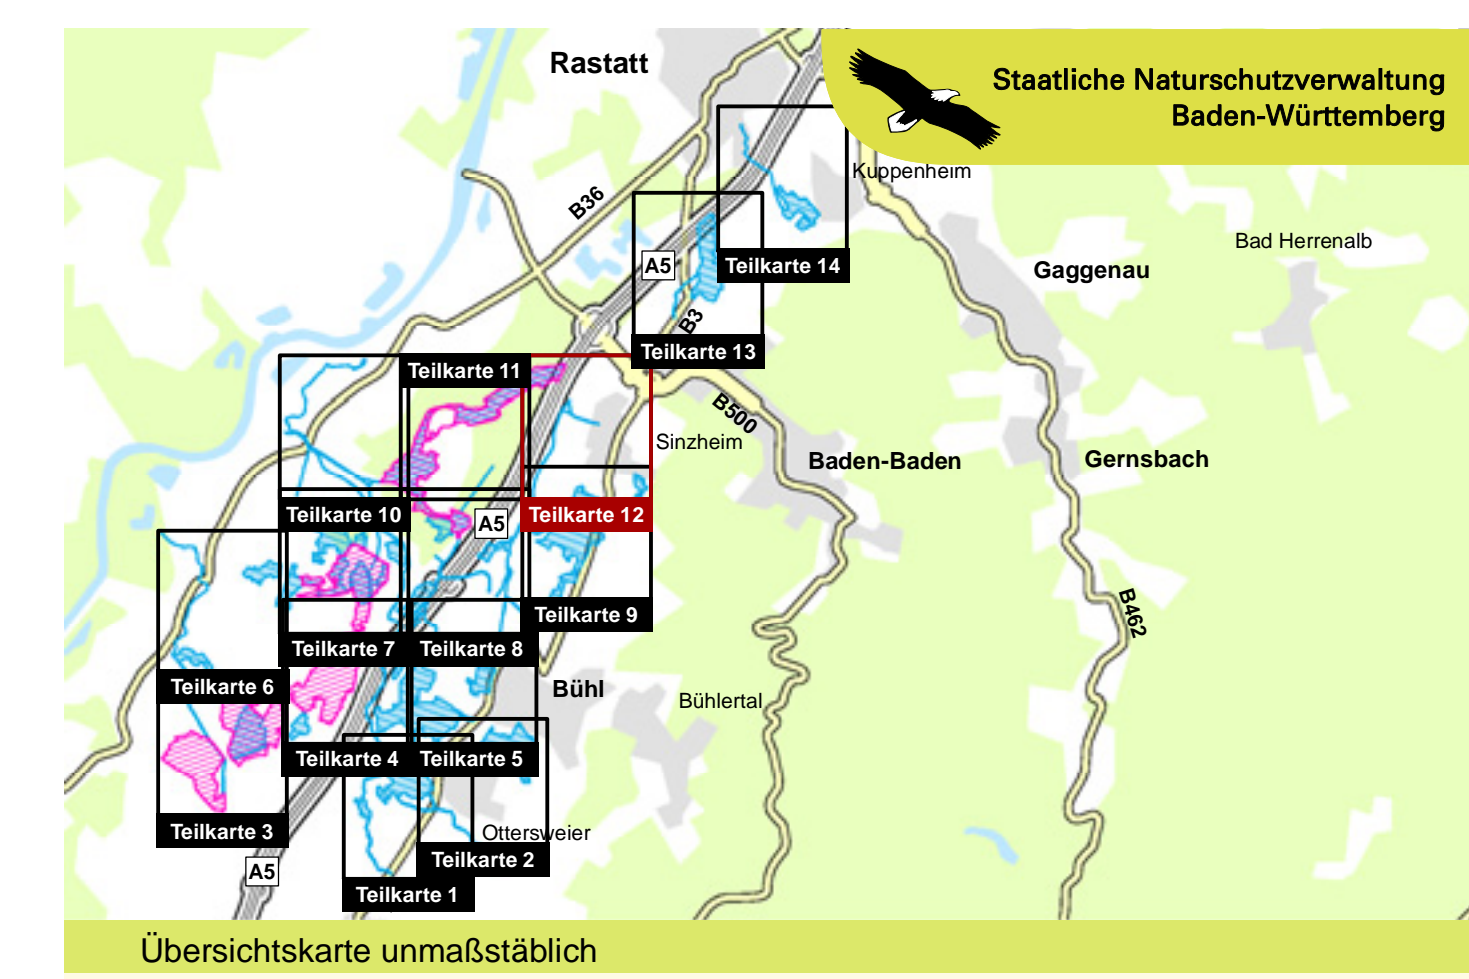 Rastatt
Staatliche Naturschutzverwaltung
Baden-Württemberg
Kuppenheim
B36
Bad Herrenalb
A5
Teilkarte 14
Gaggenau
B3
Teilkarte 13
Teilkarte 11
B500
Sinzheim
Baden-Baden
Gernsbach
Teilkarte 10
A5
Teilkarte 12
B462
Teilkarte 9
Teilkarte 7
Teilkarte 8
Teilkarte 6
Bühl
Bühlertal
Teilkarte 4
Teilkarte 5
Teilkarte 3
Ottersweier
Teilkarte 2
A5
Teilkarte 1
Übersichtskarte unmaßstäblich